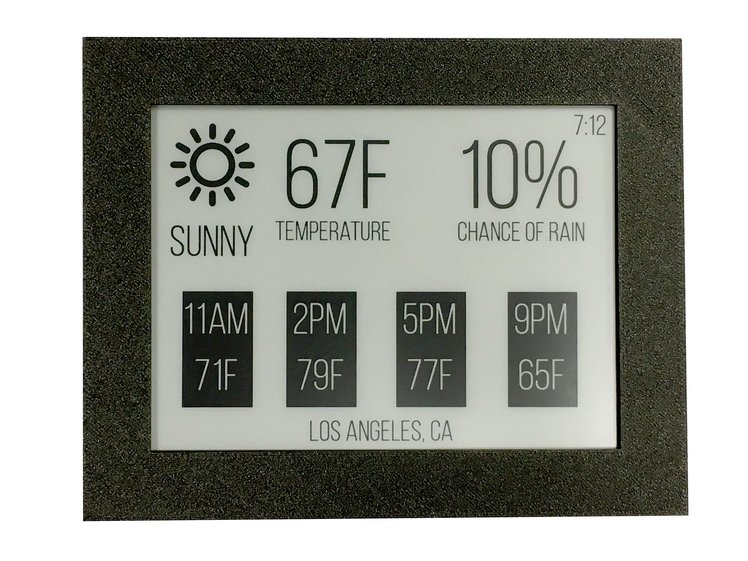 7:12
67F
10%
SUNNY
TEMPERATURE
CHANCE OF RAIN
11AM
71F
2PM
79F
5PM
77F
9PM
65F
LOS ANGELES, CA